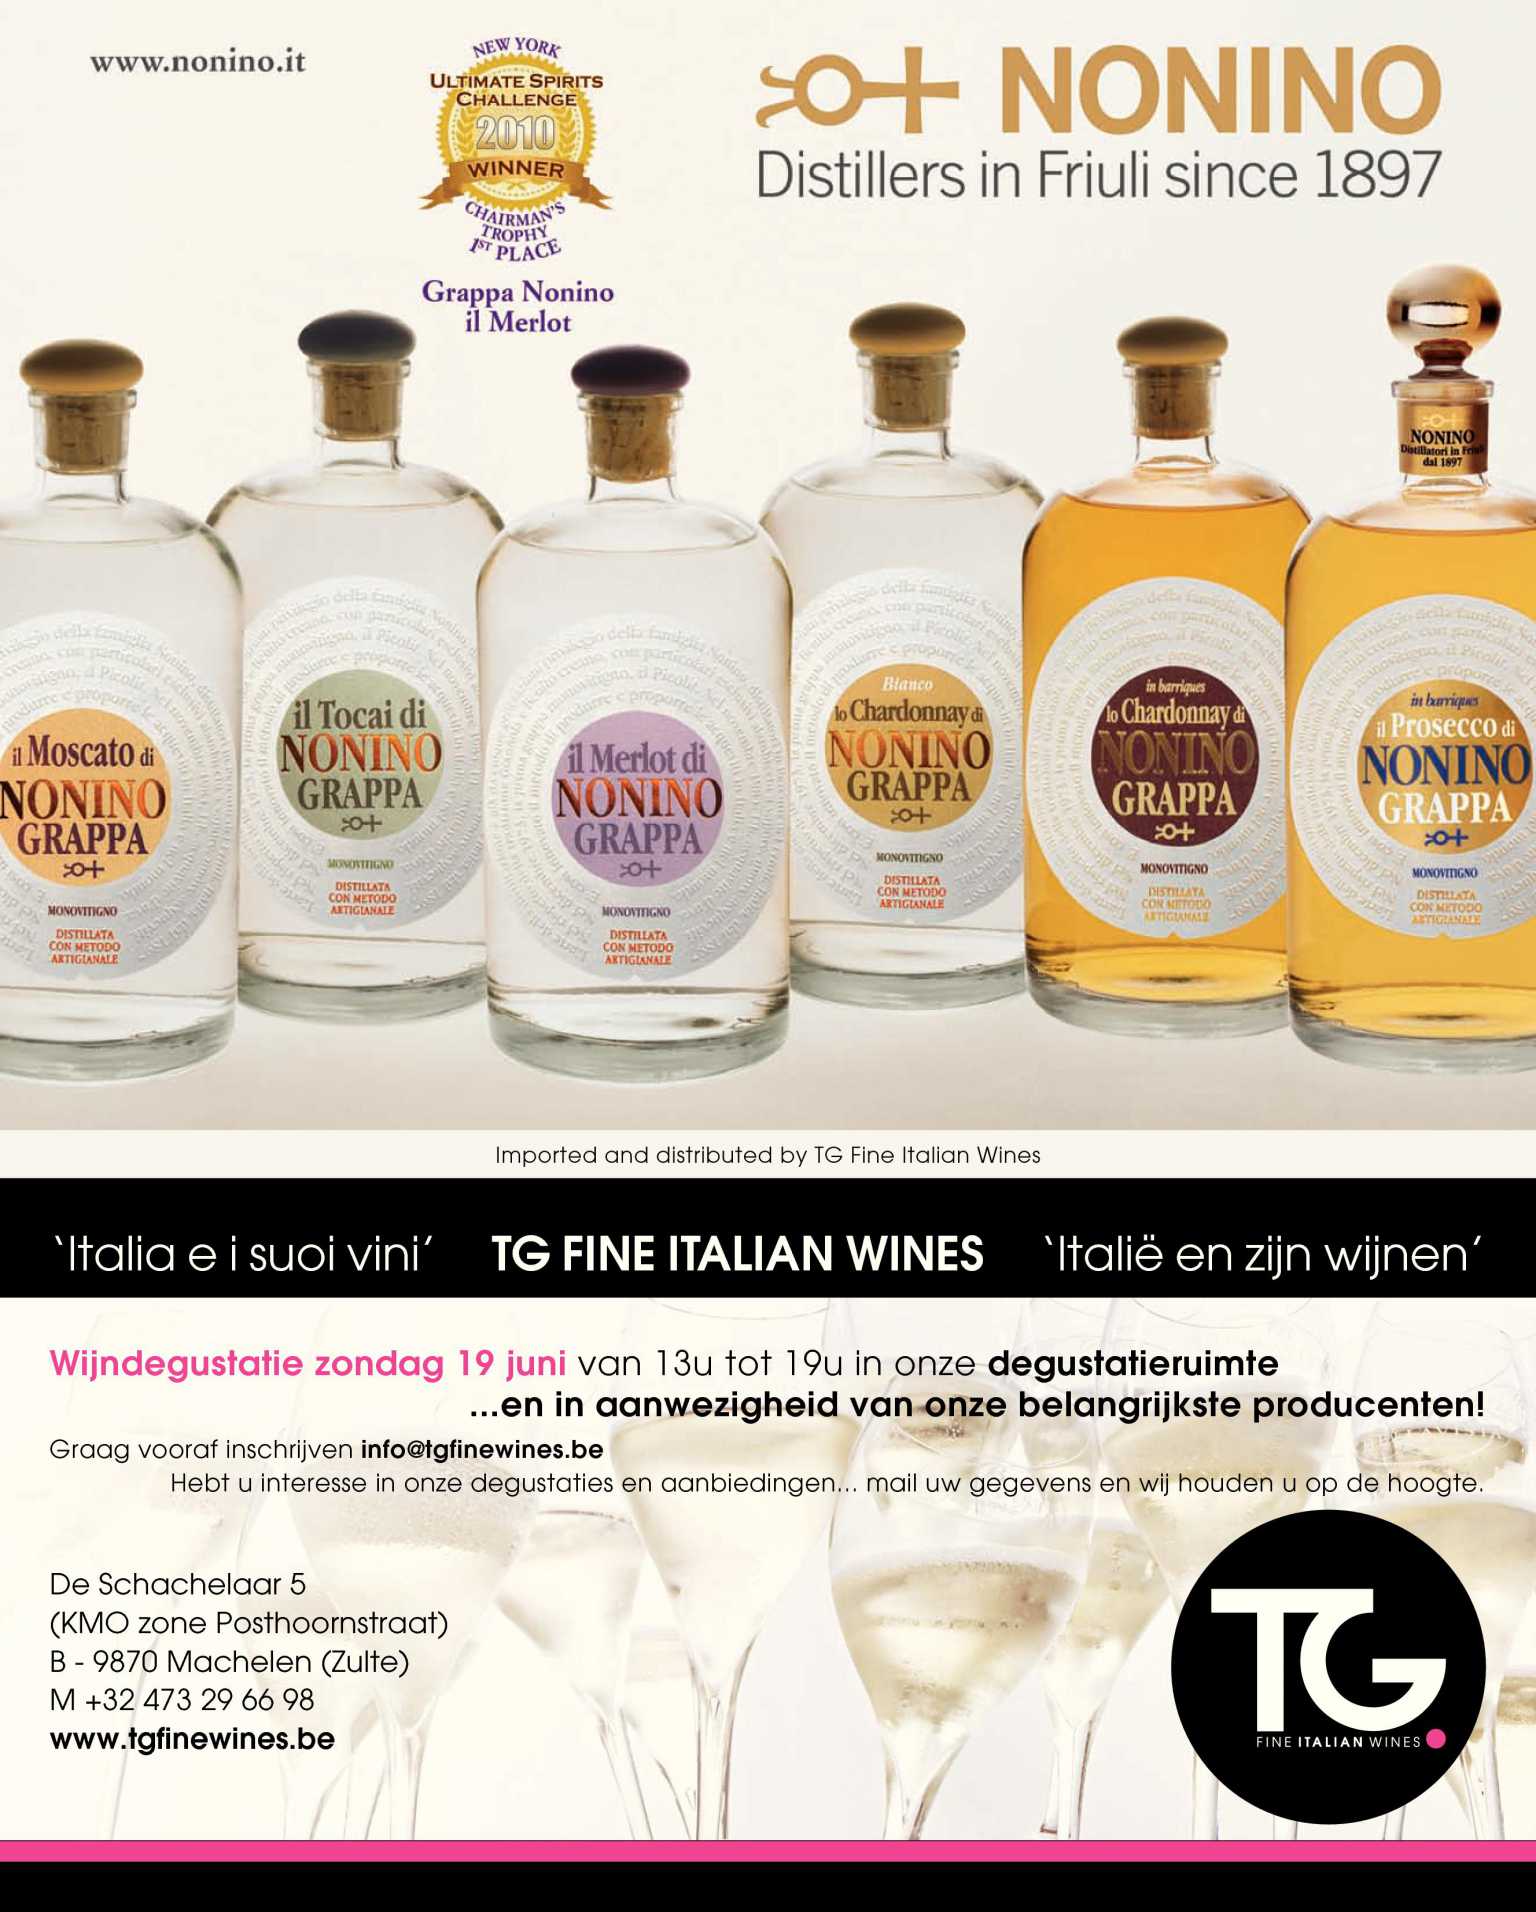 www.nonino.it
NEW YORK
ULTIMATE SPIRITS
CHALLENGE
2010
WINNER
CHAIRMAN'S
TROPHY
1ST PLACE
Grappa Nonino
il Merlot
NONINO
Distillers in Friuli since 1897
NONINO
Distillatori in Friuli
dal 1897
il Moscato di
NONINO
GRAPPA
MONOVITIGNO
DISTILLATA
CON METODO
ARTIGIANALE
il Tocai di
NONINO
GRAPPA
MONOVITIGNO
DISTILLATA
CON METODO
ARTIGIANALE
il Merlot di
NONINO
GRAPPA
MONOVITIGNO
DISTILLATA
CON METODO
ARTIGIANALE
Bianco
lo Chardonnay di
NONINO
GRAPPA
MONOVITIGNO
DISTILLATA
CON METODO
ARTIGIANALE
in barriques
lo Chardonnay di
NONINO
GRAPPA
MONOVITIGNO
DISTILLATA
CON METODO
ARTIGIANALE
in barriques
il Prosecco di
NONINO
GRAPPA
MONOVITIGNO
DISTILLATA
CON METODO
ARTIGIANALE
Imported and distributed by TG Fine Italian Wines
‘Italia e i suoi vini’ TG FINE ITALIAN WINES ‘Italië en zijn wijnen’
Wijndegustatie zondag 19 juni van 13u tot 19u in onze degustatieruimte
...en in aanwezigheid van onze belangrijkste producenten!
Graag vooraf inschrijven info@tgfinewines.be
Hebt u interesse in onze degustaties en aanbiedingen... mail uw gegevens en wij houden u op de hoogte.
De Schachelaar 5
(KMO zone Posthoornstraat)
B - 9870 Machelen (Zulte)
M +32 473 29 66 98
www.tgfinewines.be
TG
FINE ITALIAN WINES